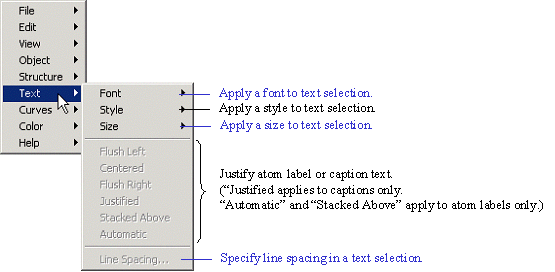 File
Edit
View
Object
Structure
Text
Curves
Color
Help
Font
Style
Size
Flush Left
Centered
Flush Right
Justified
Stacked Above
Automatic
Line Spacing...
Apply a font to text selection.
Apply a style to text selection.
Apply a size to text selection.
Justify atom label or caption text.
(“Justified applies to captions only.
“Automatic” and “Stacked Above” apply to atom labels only.)
Specify line spacing in a text selection.